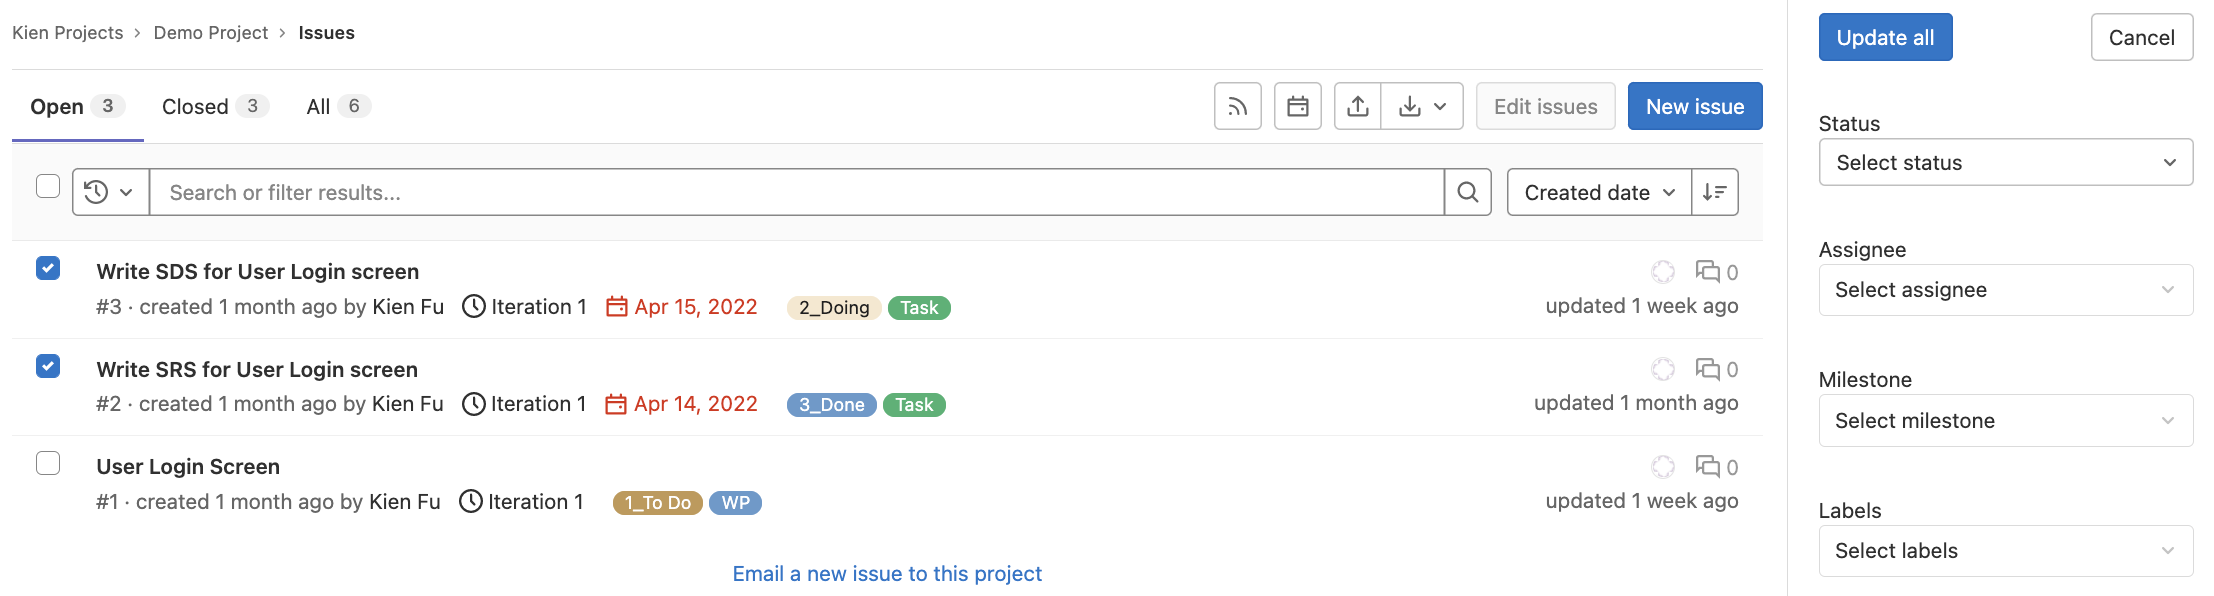 Kien Projects › Demo Project › Issues
Open 3 Closed 3 All 6
Edit issues New issue
Search or filter results...
Created date
Write SDS for User Login screen
0
#3 · created 1 month ago by Kien Fu Iteration 1 Apr 15, 2022 2_Doing Task
updated 1 week ago
Write SRS for User Login screen
0
#2 · created 1 month ago by Kien Fu Iteration 1 Apr 14, 2022 3_Done Task
updated 1 month ago
User Login Screen
0
#1 · created 1 month ago by Kien Fu Iteration 1 1_To Do WP
updated 1 week ago
Email a new issue to this project
Update all Cancel
Status
Select status
Assignee
Select assignee
Milestone
Select milestone
Labels
Select labels